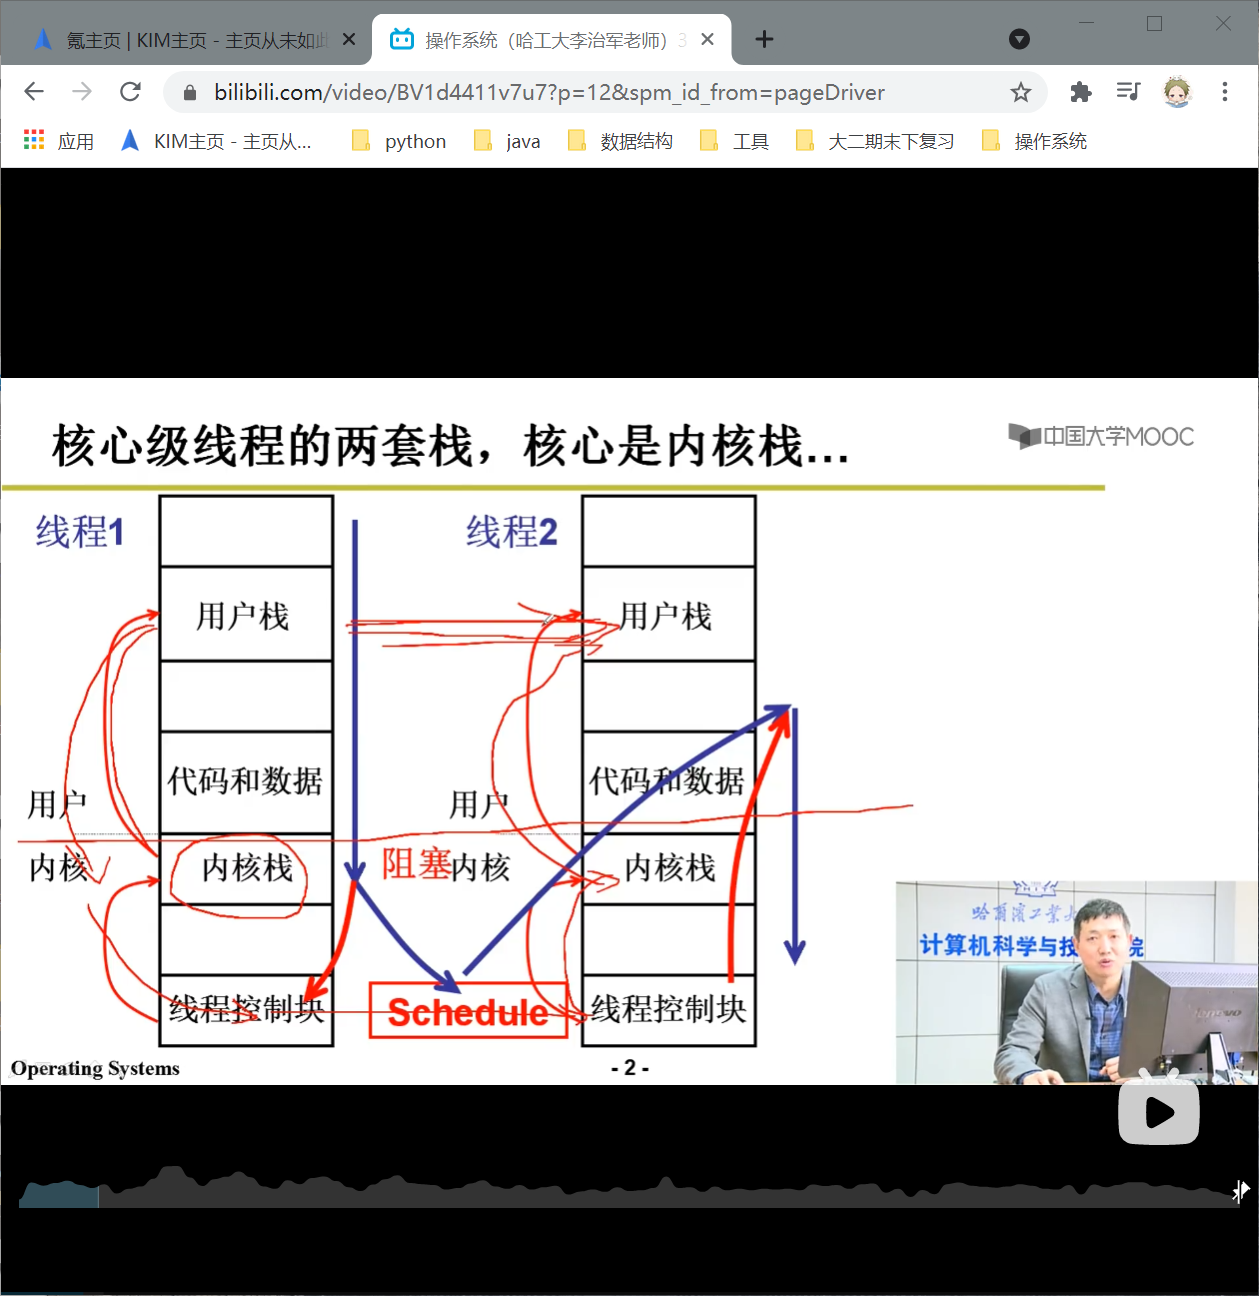 氪主页 | KIM主页 - 主页从未如此
操作系统（哈工大李治军老师）3
bilibili.com/video/BV1d4411v7u7?p=12&spm_id_from=pageDriver
应用
KIM主页 - 主页从...
python
java
数据结构
工具
大二期末下复习
操作系统
核心级线程的两套栈，核心是内核栈...
中国大学MOOC
线程1
用户栈
代码和数据
用户
内核
内核栈
线程控制块
阻塞
Schedule
线程2
用户栈
代码和数据
用户
内核
内核栈
线程控制块
哈尔滨工业大
计算机科学与技
院
lenovo
Operating Systems
- 2 -